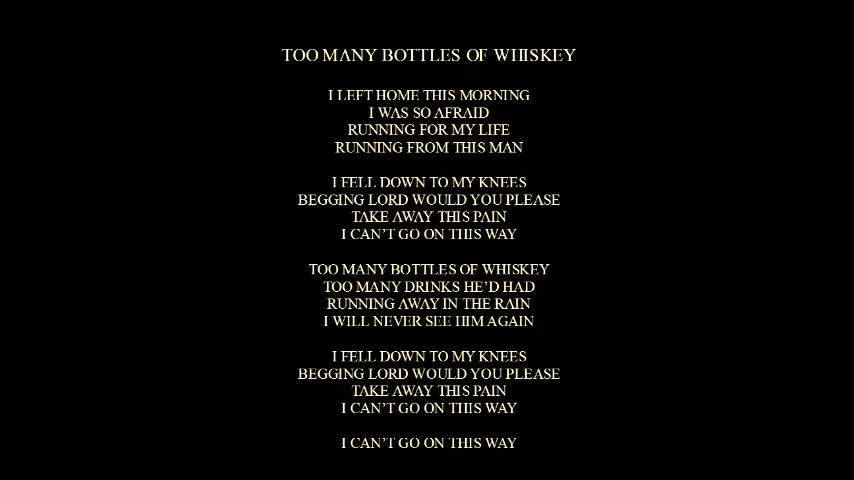 TOO MANY BOTTLES OF WHISKEY
I LEFT HOME THIS MORNING
I WAS SO AFRAID
RUNNING FOR MY LIFE
RUNNING FROM THIS MAN
I FELL DOWN TO MY KNEES
BEGGING LORD WOULD YOU PLEASE
TAKE AWAY THIS PAIN
I CAN'T GO ON THIS WAY
TOO MANY BOTTLES OF WHISKEY
TOO MANY DRINKS HE'D HAD
RUNNING AWAY IN THE RAIN
I WILL NEVER SEE HIM AGAIN
I FELL DOWN TO MY KNEES
BEGGING LORD WOULD YOU PLEASE
TAKE AWAY THIS PAIN
I CAN'T GO ON THIS WAY
I CAN'T GO ON THIS WAY